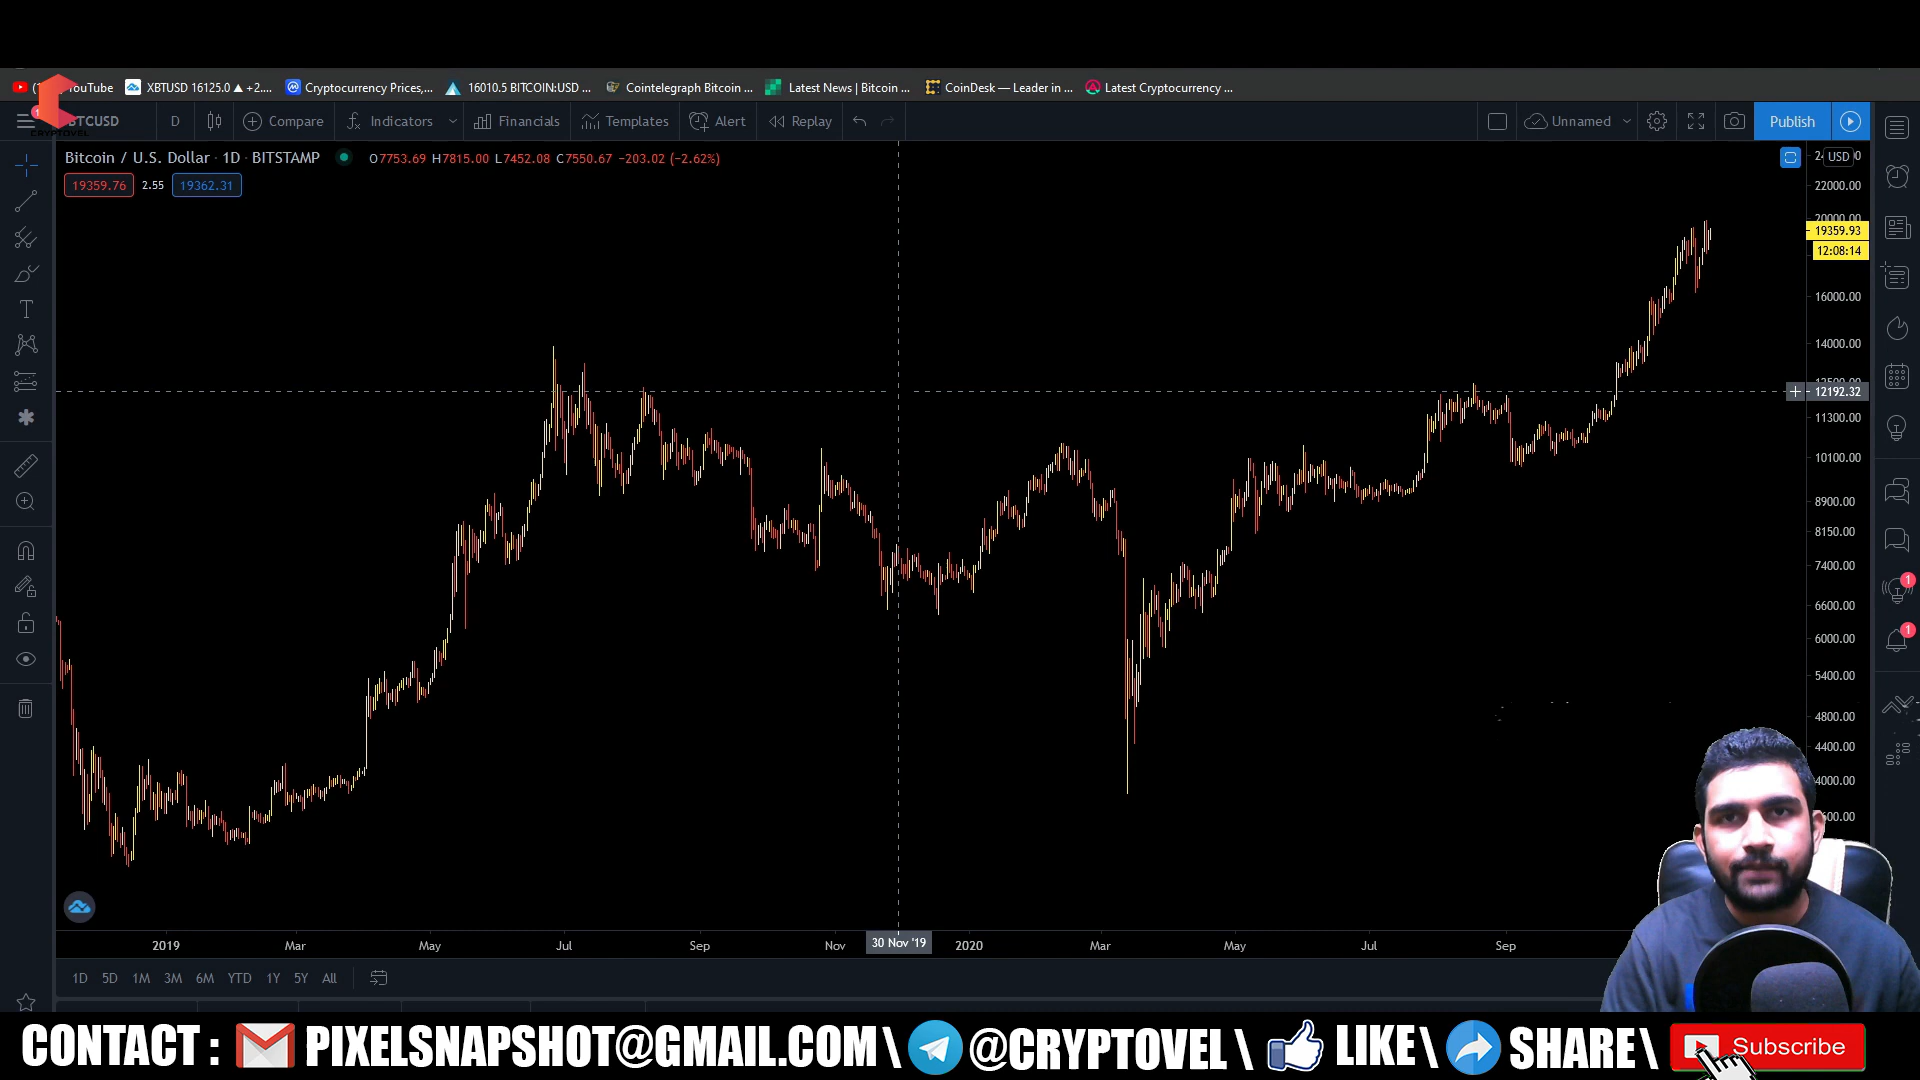 YouTube XBTUSD 16125.0 ▲ +2.... Cryptocurrency Prices,... 16010.5 BITCOIN:USD ... Cointelegraph Bitcoin ... Latest News | Bitcoin ... CoinDesk — Leader in ... Latest Cryptocurrency ...
BTCUSD D Compare Indicators Financials Templates Alert Replay Unnamed Publish
CRYPTOVEL
Bitcoin / U.S. Dollar · 1D · BITSTAMP O7753.69 H7815.00 L7452.08 C7550.67 −203.02 (−2.62%)
USD
19359.76 2.55 19362.31
22000.00
20000.00
19359.93
12:08:14
16000.00
14000.00
12500.00
12192.32
11300.00
10100.00
8900.00
8150.00
7400.00
6600.00
6000.00
5400.00
4800.00
4400.00
4000.00
1
1
2019 Mar May Jul Sep Nov 30 Nov '19 2020 Mar May Jul Sep
1D 5D 1M 3M 6M YTD 1Y 5Y All
CONTACT : PIXELSNAPSHOT@GMAIL.COM \ @CRYPTOVEL \ LIKE\ SHARE\ Subscribe